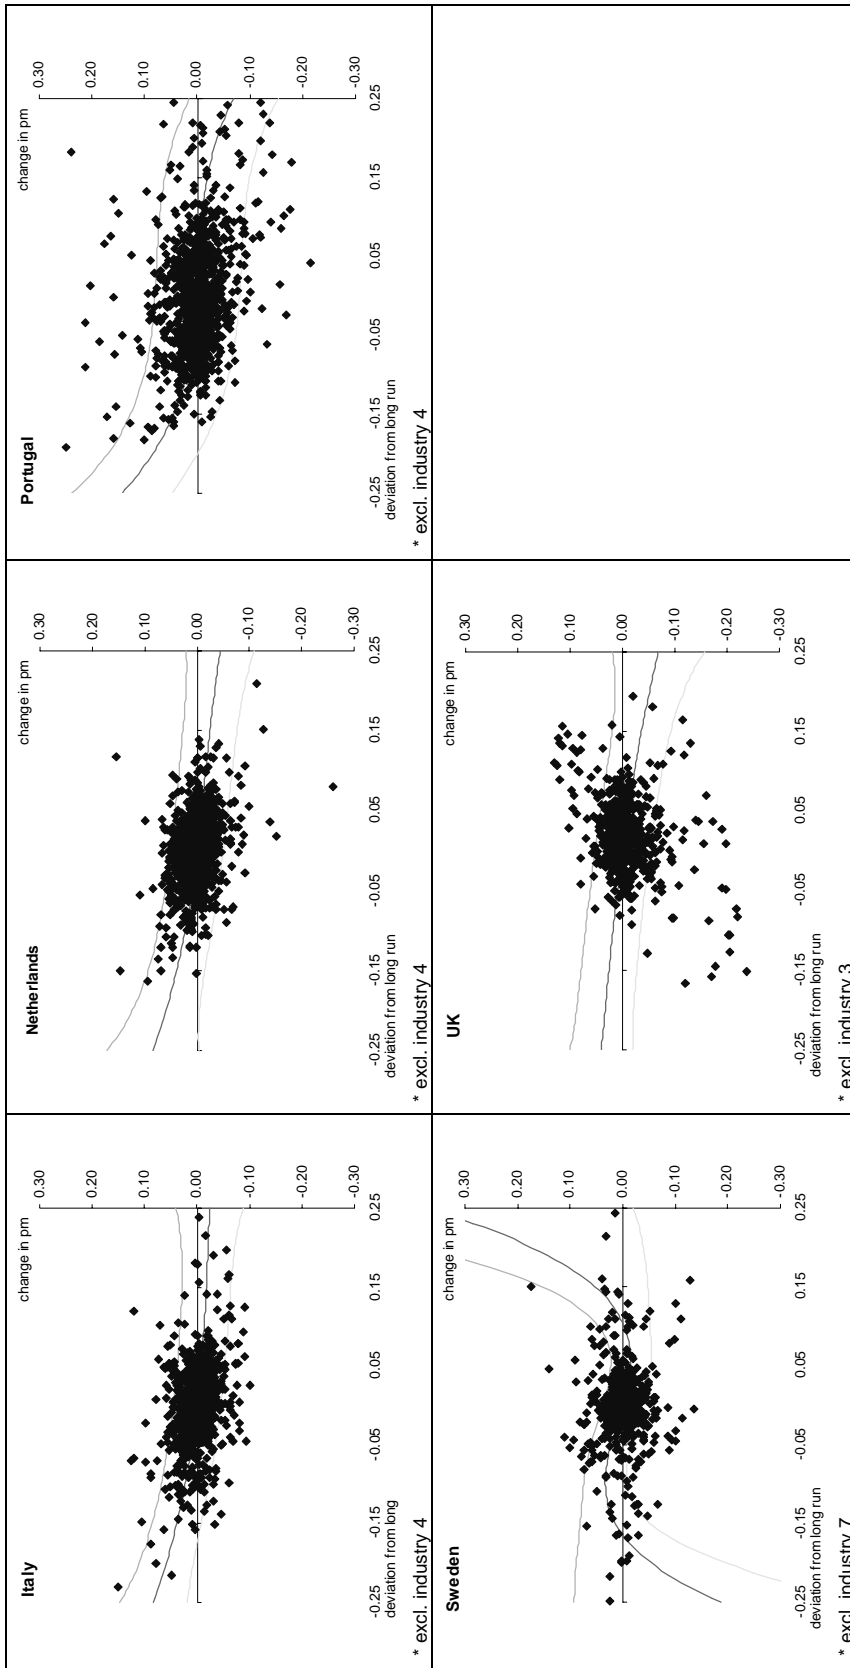 Italy
change in pm
0.30
0.20
0.10
0.00
-0.10
-0.20
-0.30
-0.25 -0.15 -0.05 0.05 0.15 0.25
deviation from long
* excl. industry 4
Netherlands
change in pm
0.30
0.20
0.10
0.00
-0.10
-0.20
-0.30
-0.25 -0.15 -0.05 0.05 0.15 0.25
deviation from long run
* excl. industry 4
Portugal
change in pm
0.30
0.20
0.10
0.00
-0.10
-0.20
-0.30
-0.25 -0.15 -0.05 0.05 0.15 0.25
deviation from long run
* excl. industry 4
Sweden
change in pm
0.30
0.20
0.10
0.00
-0.10
-0.20
-0.30
-0.25 -0.15 -0.05 0.05 0.15 0.25
deviation from long run
* excl. industry 7
UK
change in pm
0.30
0.20
0.10
0.00
-0.10
-0.20
-0.30
-0.25 -0.15 -0.05 0.05 0.15 0.25
deviation from long run
* excl. industry 3